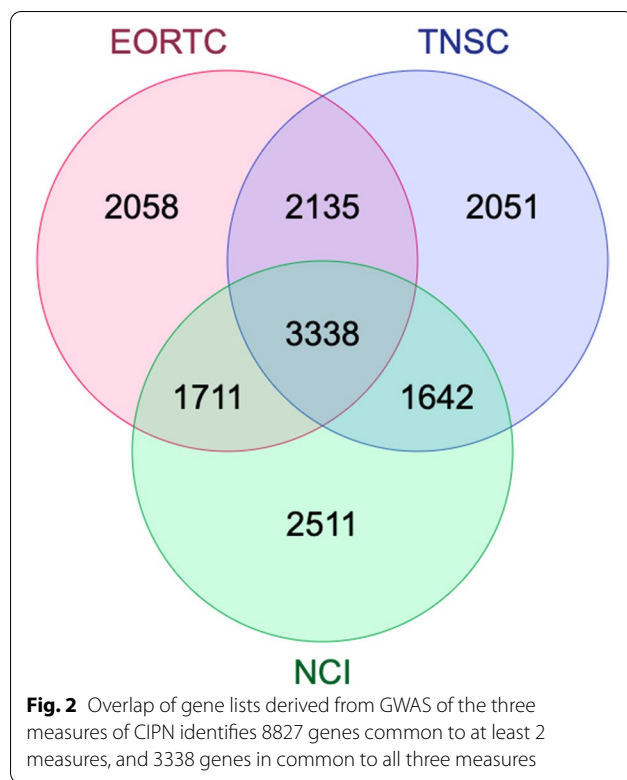 EORTC TNSC
2058 2135 2051
3338
1711 1642
2511
NCI
Fig. 2 Overlap of gene lists derived from GWAS of the three
measures of CIPN identifies 8827 genes common to at least 2
measures, and 3338 genes in common to all three measures